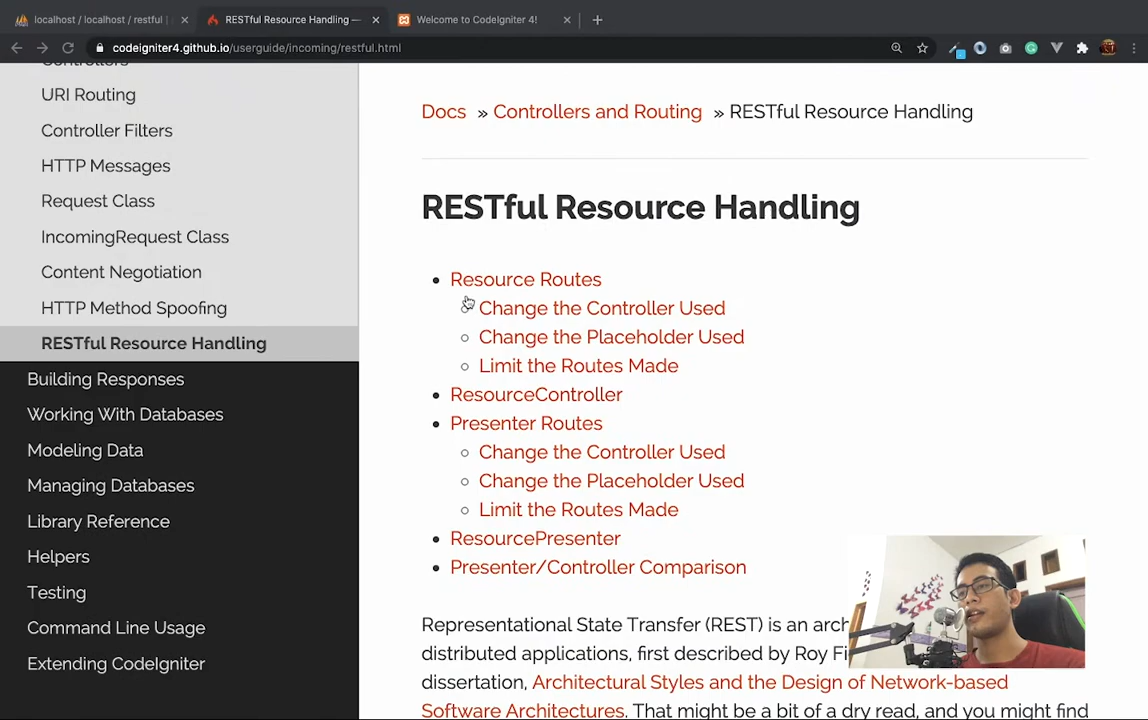 localhost / localhost / restful |
RESTful Resource Handling —
Welcome to CodeIgniter 4!
codeigniter4.github.io/userguide/incoming/restful.html
Controllers
URI Routing
Controller Filters
HTTP Messages
Request Class
IncomingRequest Class
Content Negotiation
HTTP Method Spoofing
RESTful Resource Handling
Building Responses
Working With Databases
Modeling Data
Managing Databases
Library Reference
Helpers
Testing
Command Line Usage
Extending CodeIgniter
Docs » Controllers and Routing » RESTful Resource Handling
RESTful Resource Handling
Resource Routes
Change the Controller Used
Change the Placeholder Used
Limit the Routes Made
ResourceController
Presenter Routes
Change the Controller Used
Change the Placeholder Used
Limit the Routes Made
ResourcePresenter
Presenter/Controller Comparison
Representational State Transfer (REST) is an arch
distributed applications, first described by Roy Fi
dissertation, Architectural Styles and the Design of Network-based
Software Architectures. That might be a bit of a dry read, and you might find